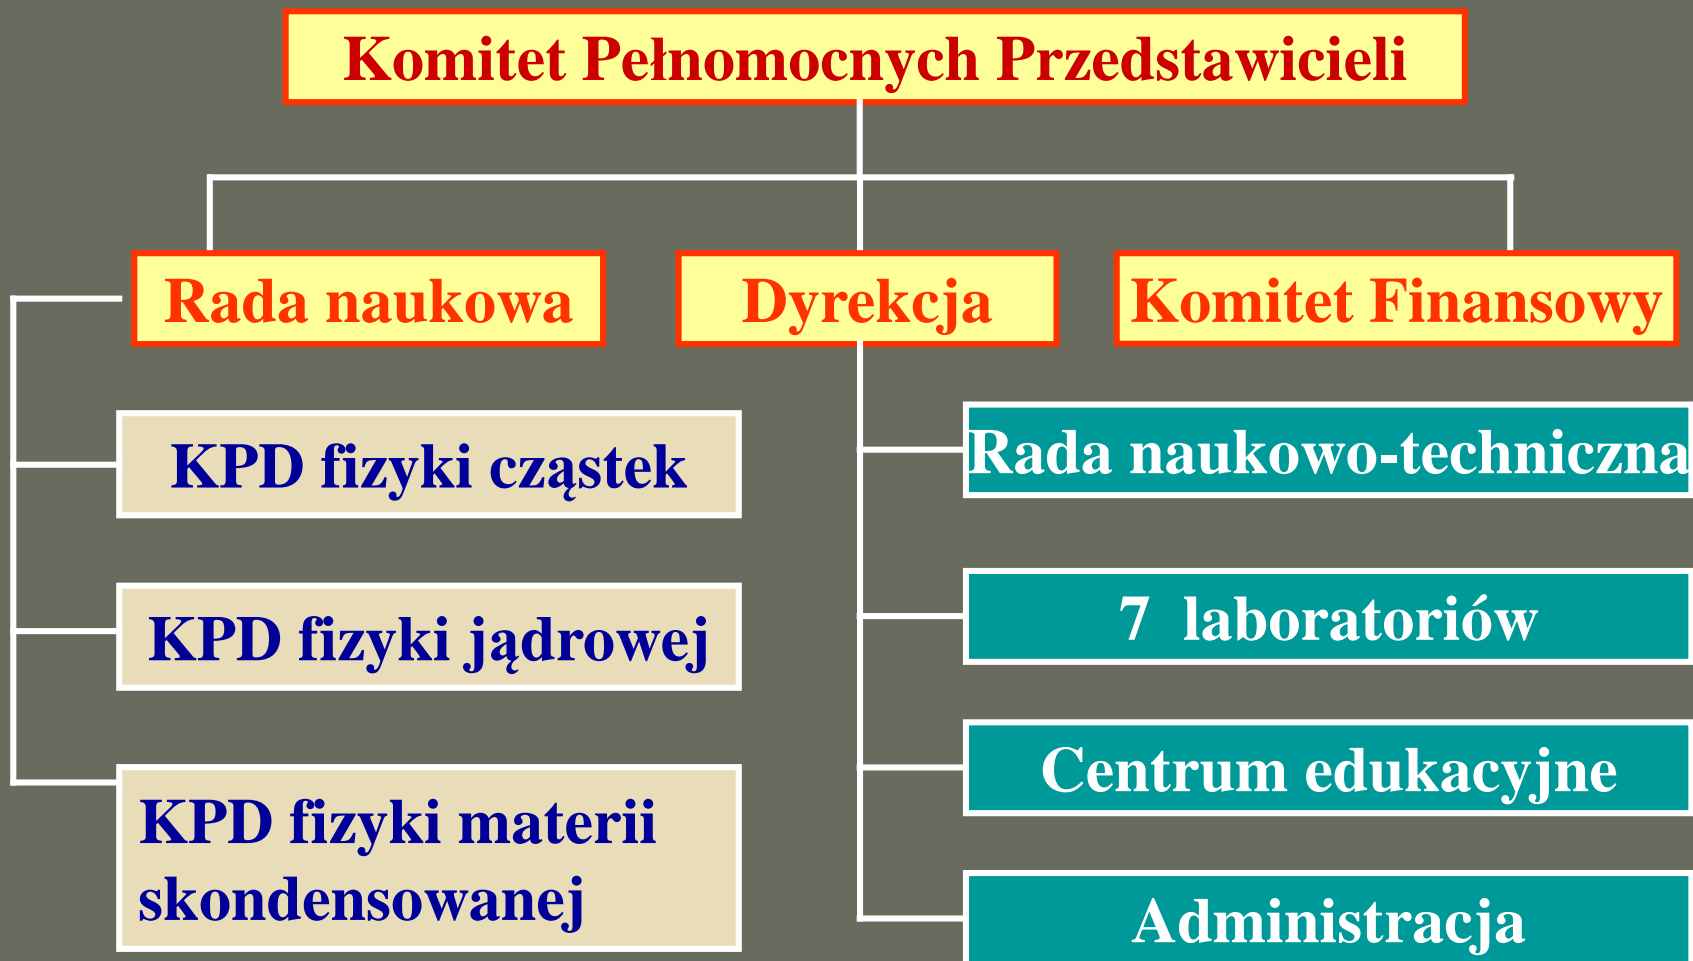 Komitet Pełnomocnych Przedstawicieli
Rada naukowa
Dyrekcja
Komitet Finansowy
KPD fizyki cząstek
KPD fizyki jądrowej
KPD fizyki materii
skondensowanej
Rada naukowo-techniczna
7 laboratoriów
Centrum edukacyjne
Administracja